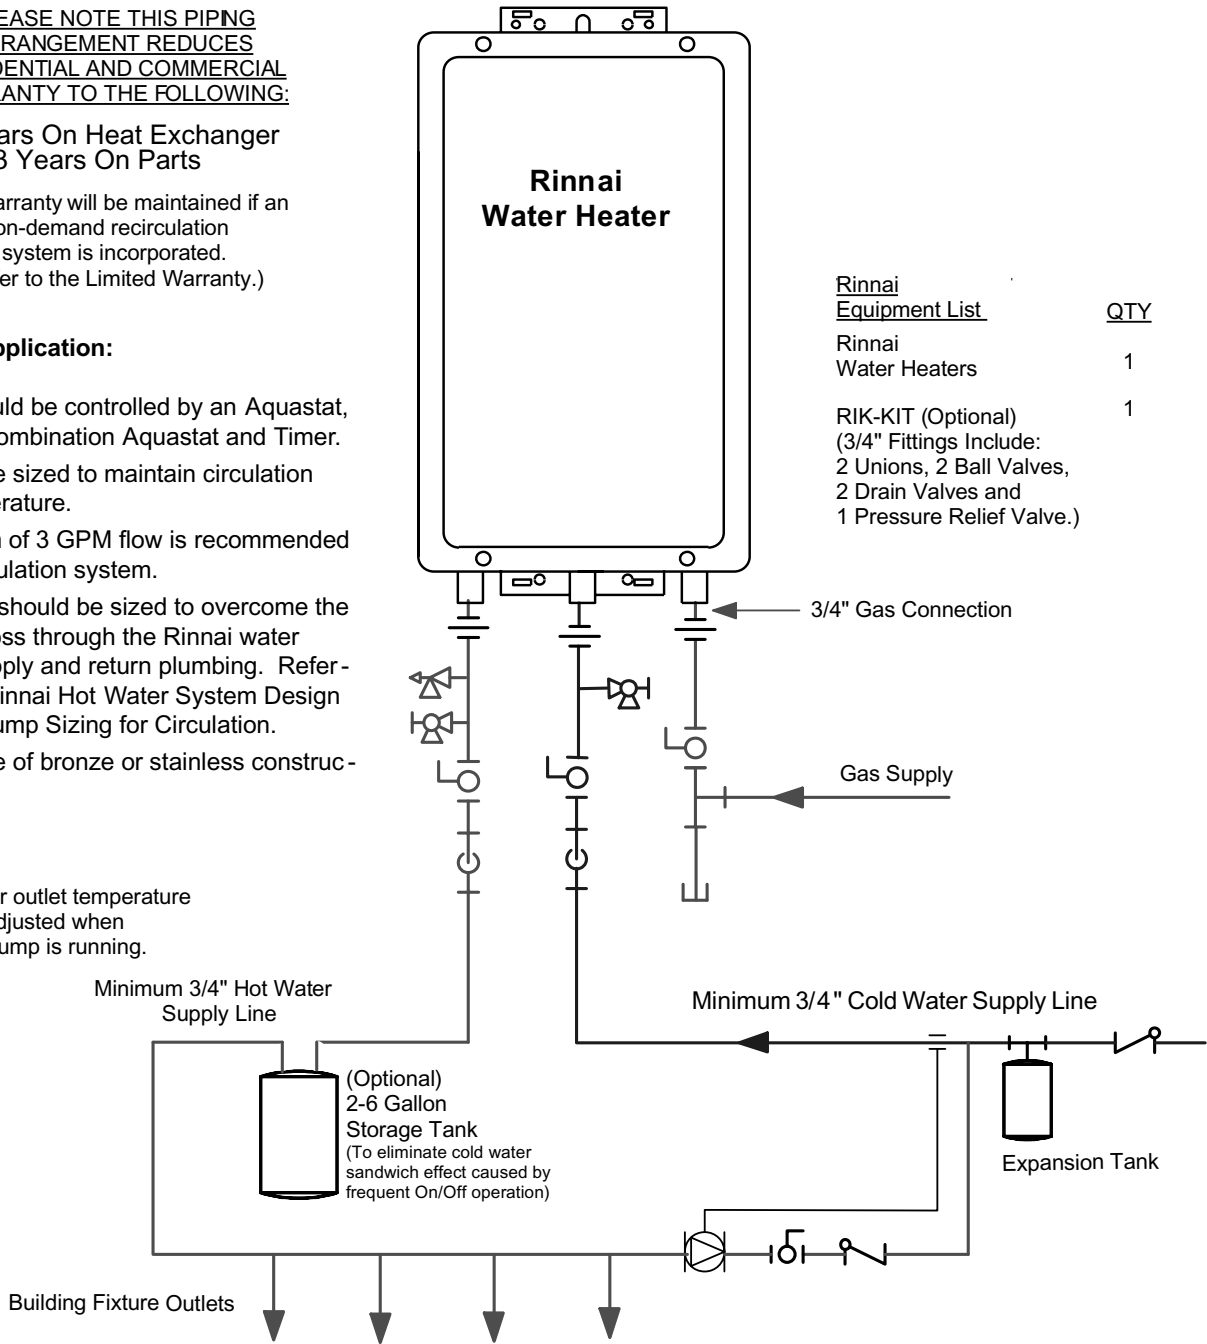 EASE NOTE THIS PIPING
RANGEMENT REDUCES
DENTIAL AND COMMERCIAL
ANTY TO THE FOLLOWING:
ars On Heat Exchanger
3 Years On Parts
arranty will be maintained if an
on-demand recirculation
system is incorporated.
er to the Limited Warranty.)
pplication:
uld be controlled by an Aquastat,
ombination Aquastat and Timer.
e sized to maintain circulation
erature.
n of 3 GPM flow is recommended
ulation system.
should be sized to overcome the
oss through the Rinnai water
pply and return plumbing. Refer-
innai Hot Water System Design
ump Sizing for Circulation.
e of bronze or stainless construc-
r outlet temperature
djusted when
ump is running.
Rinnai
Water Heater
Rinnai
Equipment List QTY
Rinnai
Water Heaters 1
RIK-KIT (Optional) 1
(3/4" Fittings Include:
2 Unions, 2 Ball Valves,
2 Drain Valves and
1 Pressure Relief Valve.)
3/4" Gas Connection
Gas Supply
Minimum 3/4" Hot Water
Supply Line
Minimum 3/4" Cold Water Supply Line
(Optional)
2-6 Gallon
Storage Tank
(To eliminate cold water
sandwich effect caused by
frequent On/Off operation)
Expansion Tank
Building Fixture Outlets